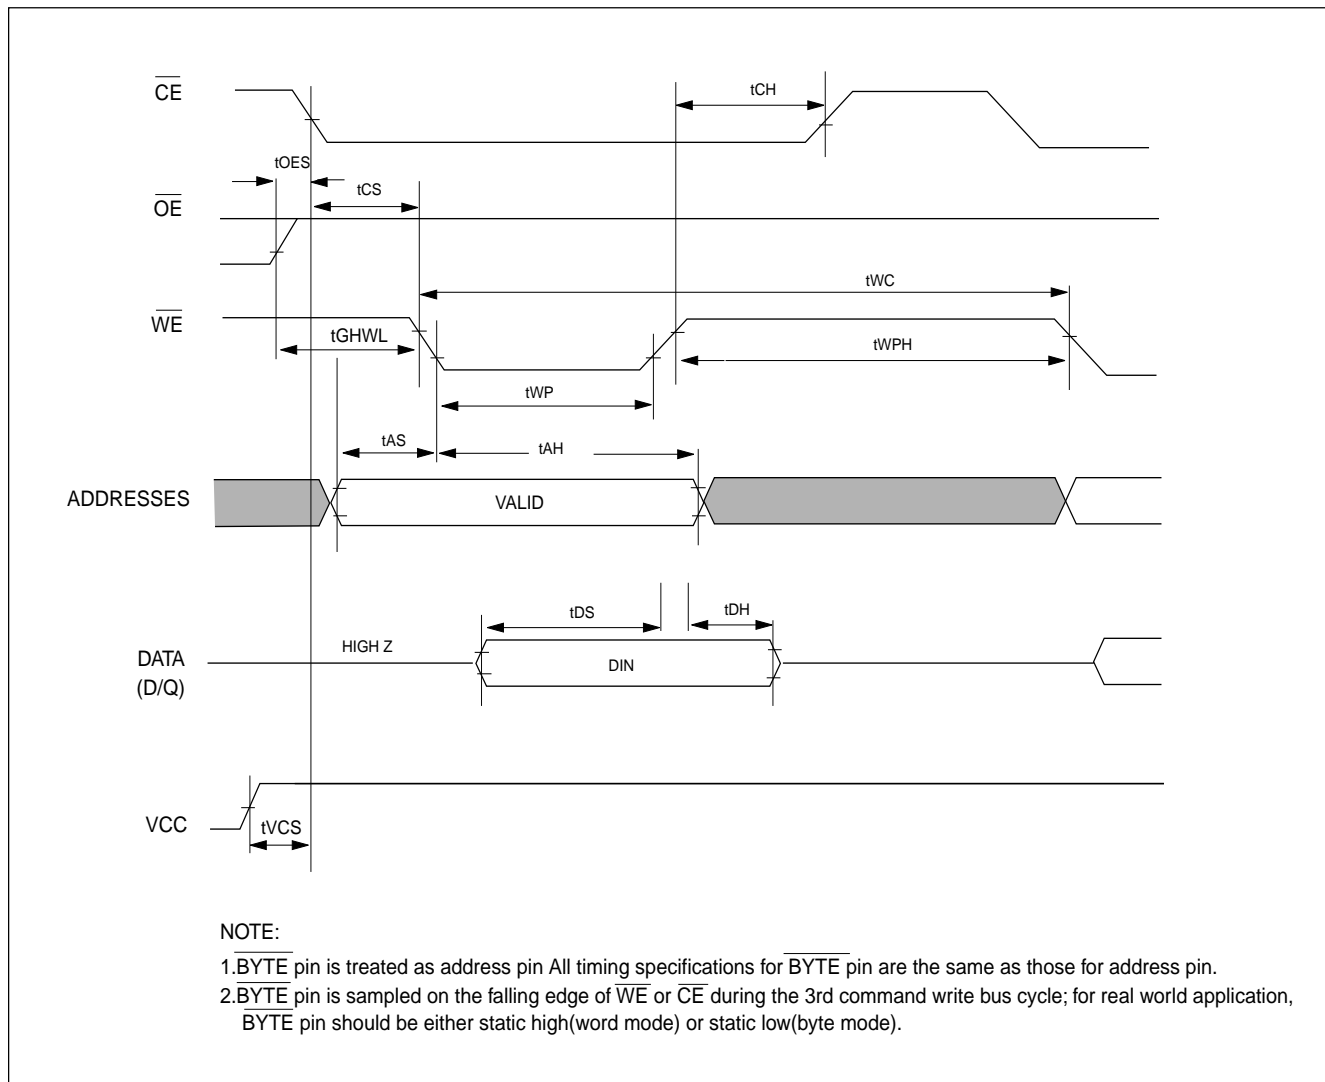 CE
tCH
tOES
tCS
OE
tWC
WE
tGHWL
tWPH
tWP
tAS
tAH
ADDRESSES
VALID
tDS
tDH
HIGH Z
DATA
(D/Q)
DIN
VCC
tVCS
NOTE:
1.BYTE pin is treated as address pin All timing specifications for BYTE pin are the same as those for address pin.
2.BYTE pin is sampled on the falling edge of WE or CE during the 3rd command write bus cycle; for real world application,
BYTE pin should be either static high(word mode) or static low(byte mode).